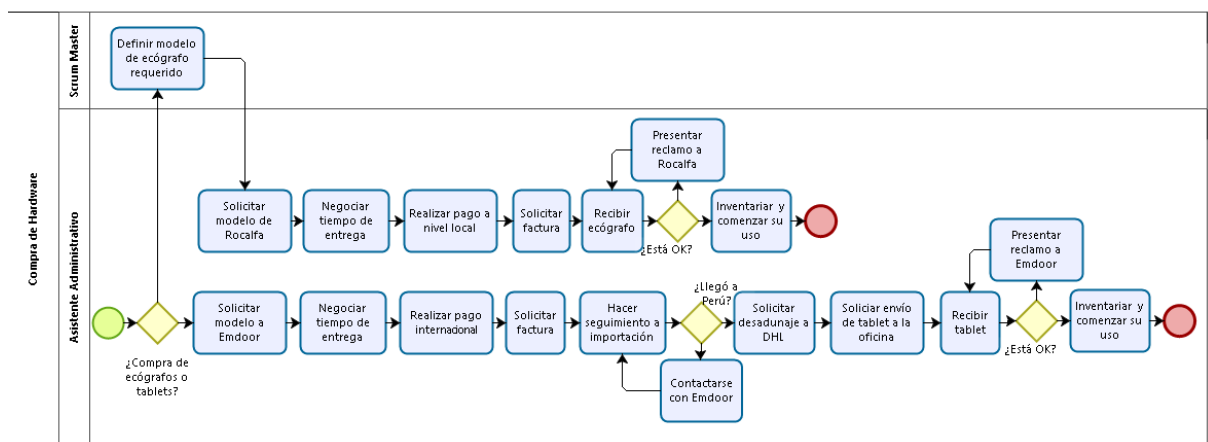 Compra de Hardware
Scrum Master
Definir modelo
de ecógrafo
requerido
Asistente Administrativo
Presentar
reclamo a
Rocalfa
Solicitar
modelo de
Rocalfa
Negociar
tiempo de
entrega
Realizar pago a
nivel local
Solicitar
factura
Recibir
ecógrafo
¿Está OK?
Inventariar y
comenzar su
uso
¿Compra de
ecógrafos o
tablets?
Solicitar
modelo a
Emdoor
Negociar
tiempo de
entrega
Realizar pago
internacional
Solicitar
factura
Hacer
seguimiento a
importación
¿Llegó a
Perú?
Contactarse
con Emdoor
Solicitar
desadunaje a
DHL
Soliciar envío
de tablet a la
oficina
Recibir
tablet
Presentar
reclamo a
Emdoor
¿Está OK?
Inventariar y
comenzar su
uso